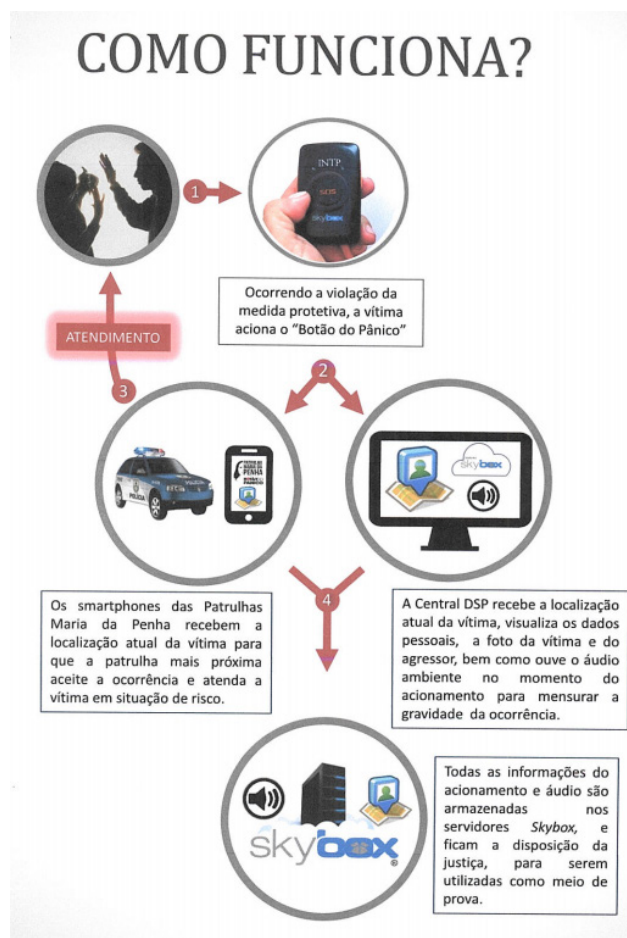 COMO FUNCIONA?
1
INTP
SOS
skybox
Ocorrendo a violação da
medida protetiva, a vítima
aciona o “Botão do Pânico”
ATENDIMENTO
2
3
POLÍCIA
PATRULHA
MARIA DA
PENHA
skybox
4
Os smartphones das Patrulhas
Maria da Penha recebem a
localização atual da vítima para
que a patrulha mais próxima
aceite a ocorrência e atenda a
vítima em situação de risco.
A Central DSP recebe a localização
atual da vítima, visualiza os dados
pessoais, a foto da vítima e do
agressor, bem como ouve o áudio
ambiente no momento do
acionamento para mensurar a
gravidade da ocorrência.
skybox®
Todas as informações do
acionamento e áudio são
armazenadas nos
servidores Skybox, e
ficam a disposição da
justiça, para serem
utilizadas como meio de
prova.